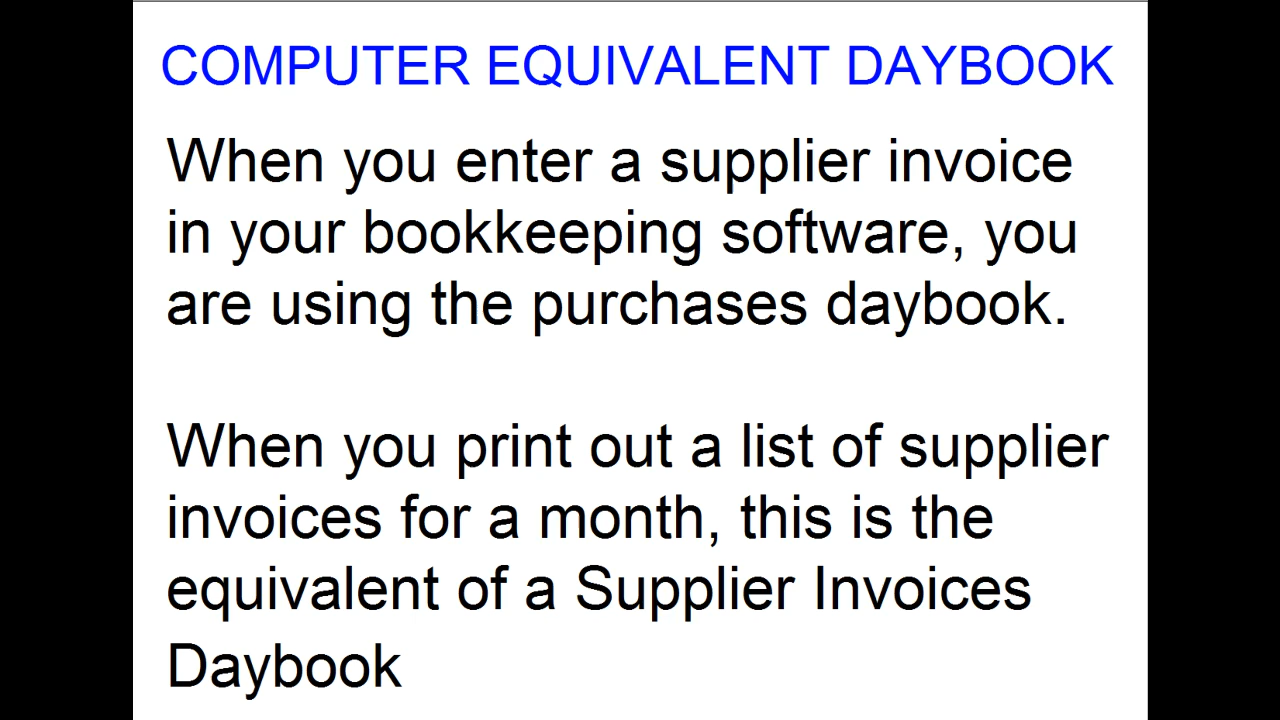 COMPUTER EQUIVALENT DAYBOOK
When you enter a supplier invoice
in your bookkeeping software, you
are using the purchases daybook.
When you print out a list of supplier
invoices for a month, this is the
equivalent of a Supplier Invoices
Daybook